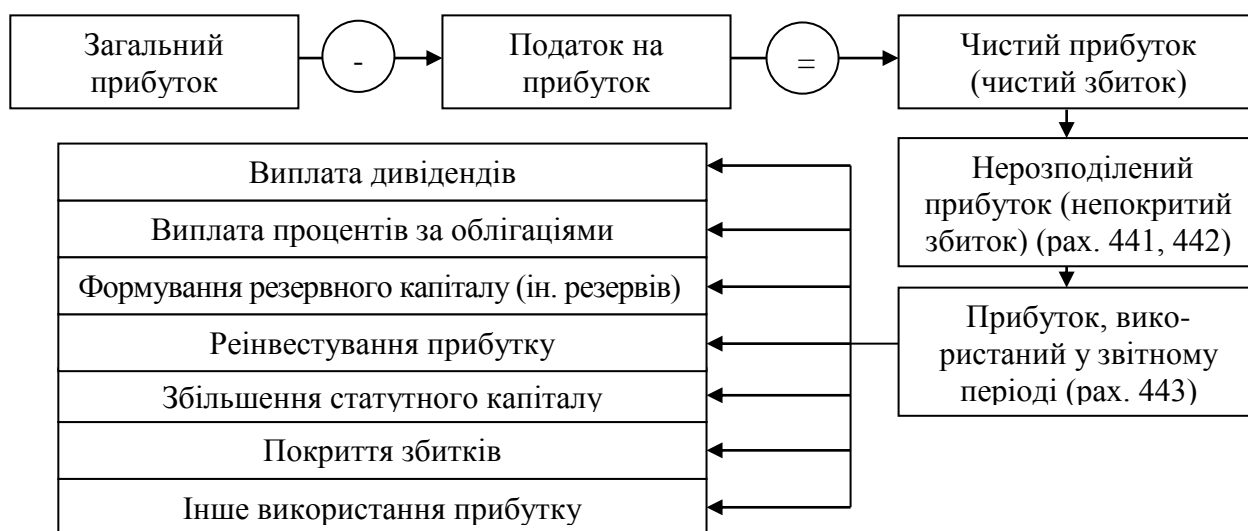 Загальний
прибуток
-
Податок на
прибуток
=
Чистий прибуток
(чистий збиток)
Нерозподілений
прибуток (непокритий
збиток) (рах. 441, 442)
Прибуток, вико-
ристаний у звітному
періоді (рах. 443)
Виплата дивідендів
Виплата процентів за облігаціями
Формування резервного капіталу (ін. резервів)
Реінвестування прибутку
Збільшення статутного капіталу
Покриття збитків
Інше використання прибутку